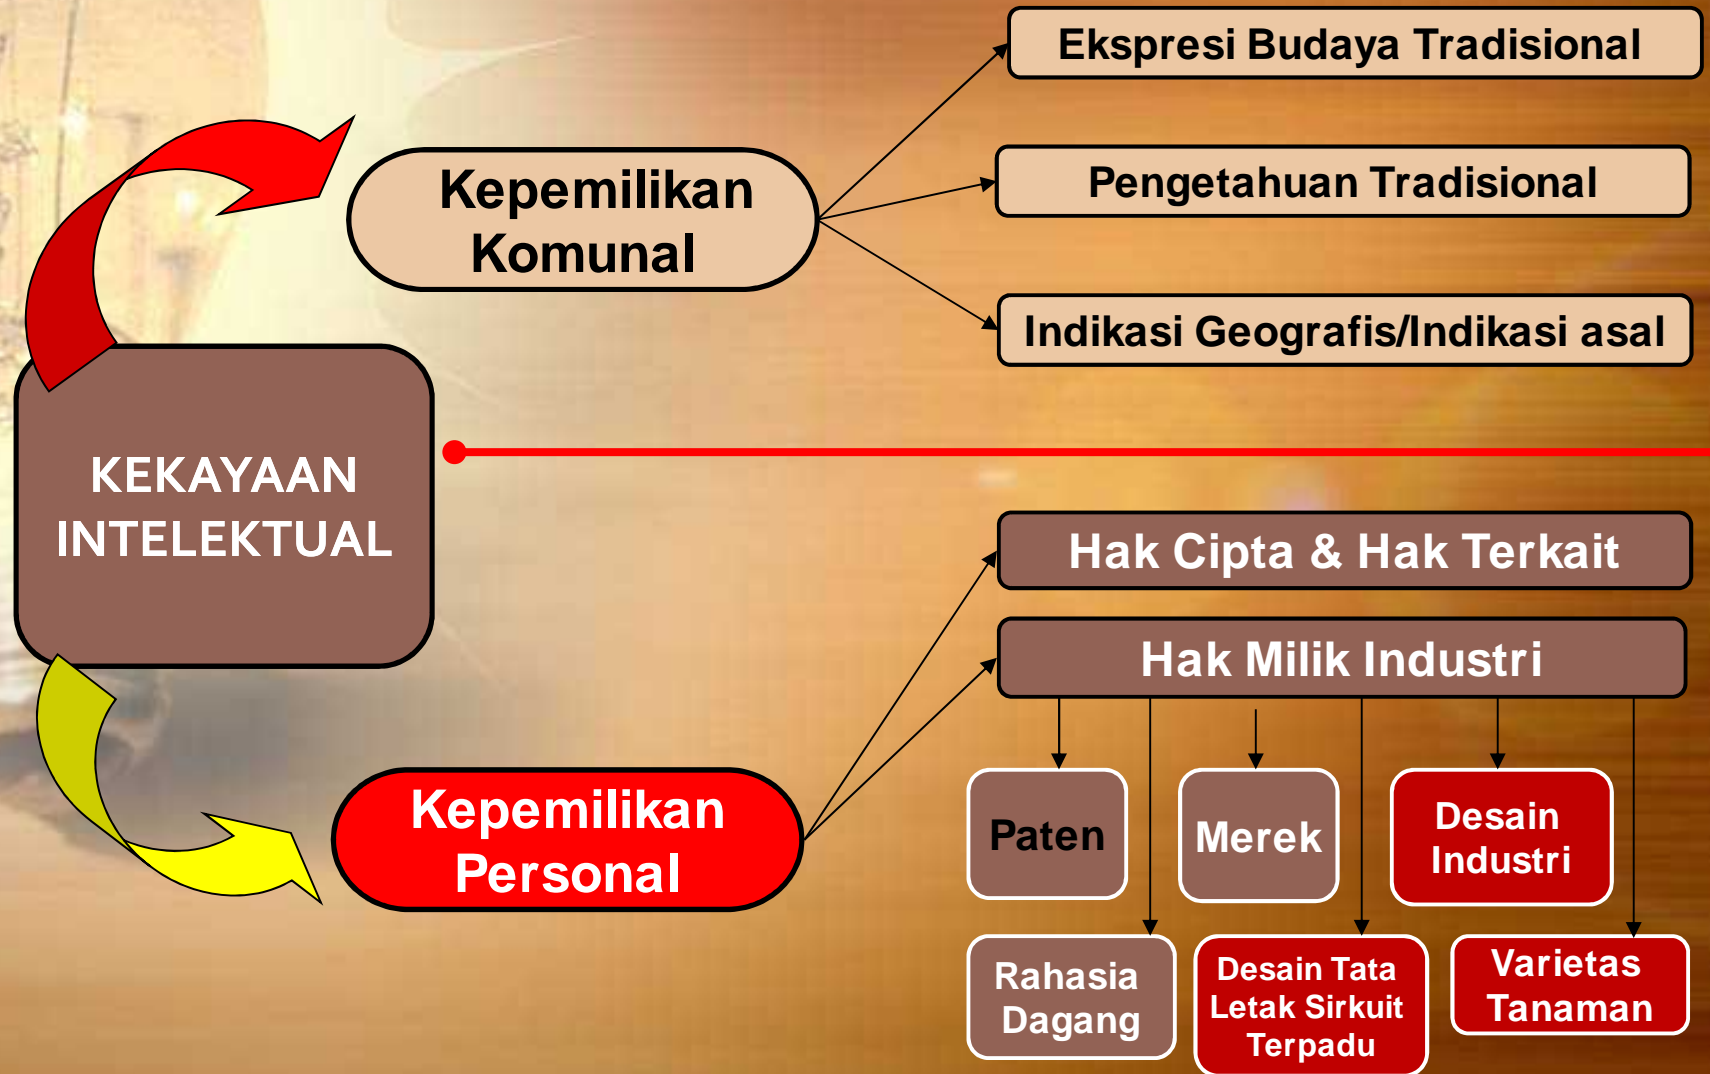 Ekspresi Budaya Tradisional
Kepemilikan
Komunal
Pengetahuan Tradisional
Indikasi Geografis/Indikasi asal
KEKAYAAN
INTELEKTUAL
Hak Cipta & Hak Terkait
Hak Milik Industri
Kepemilikan
Personal
Paten
Merek
Desain
Industri
Rahasia
Dagang
Desain Tata
Letak Sirkuit
Terpadu
Varietas
Tanaman